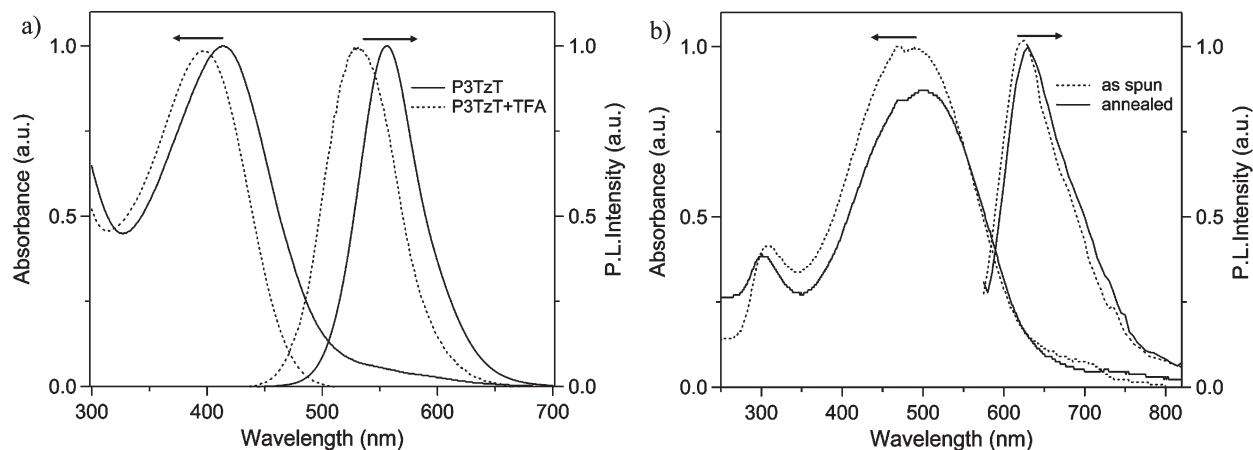 a)
1.0
0.5
0.0
Absorbance (a.u.)
300
400
500
600
700
Wavelength (nm)
1.0
0.5
0.0
P.L.Intensity (a.u.)
P3TzT
P3TzT+TFA
b)
1.0
0.5
0.0
Absorbance (a.u.)
300
400
500
600
700
800
Wavelength (nm)
1.0
0.5
0.0
P.L.Intensity (a.u.)
as spun
annealed